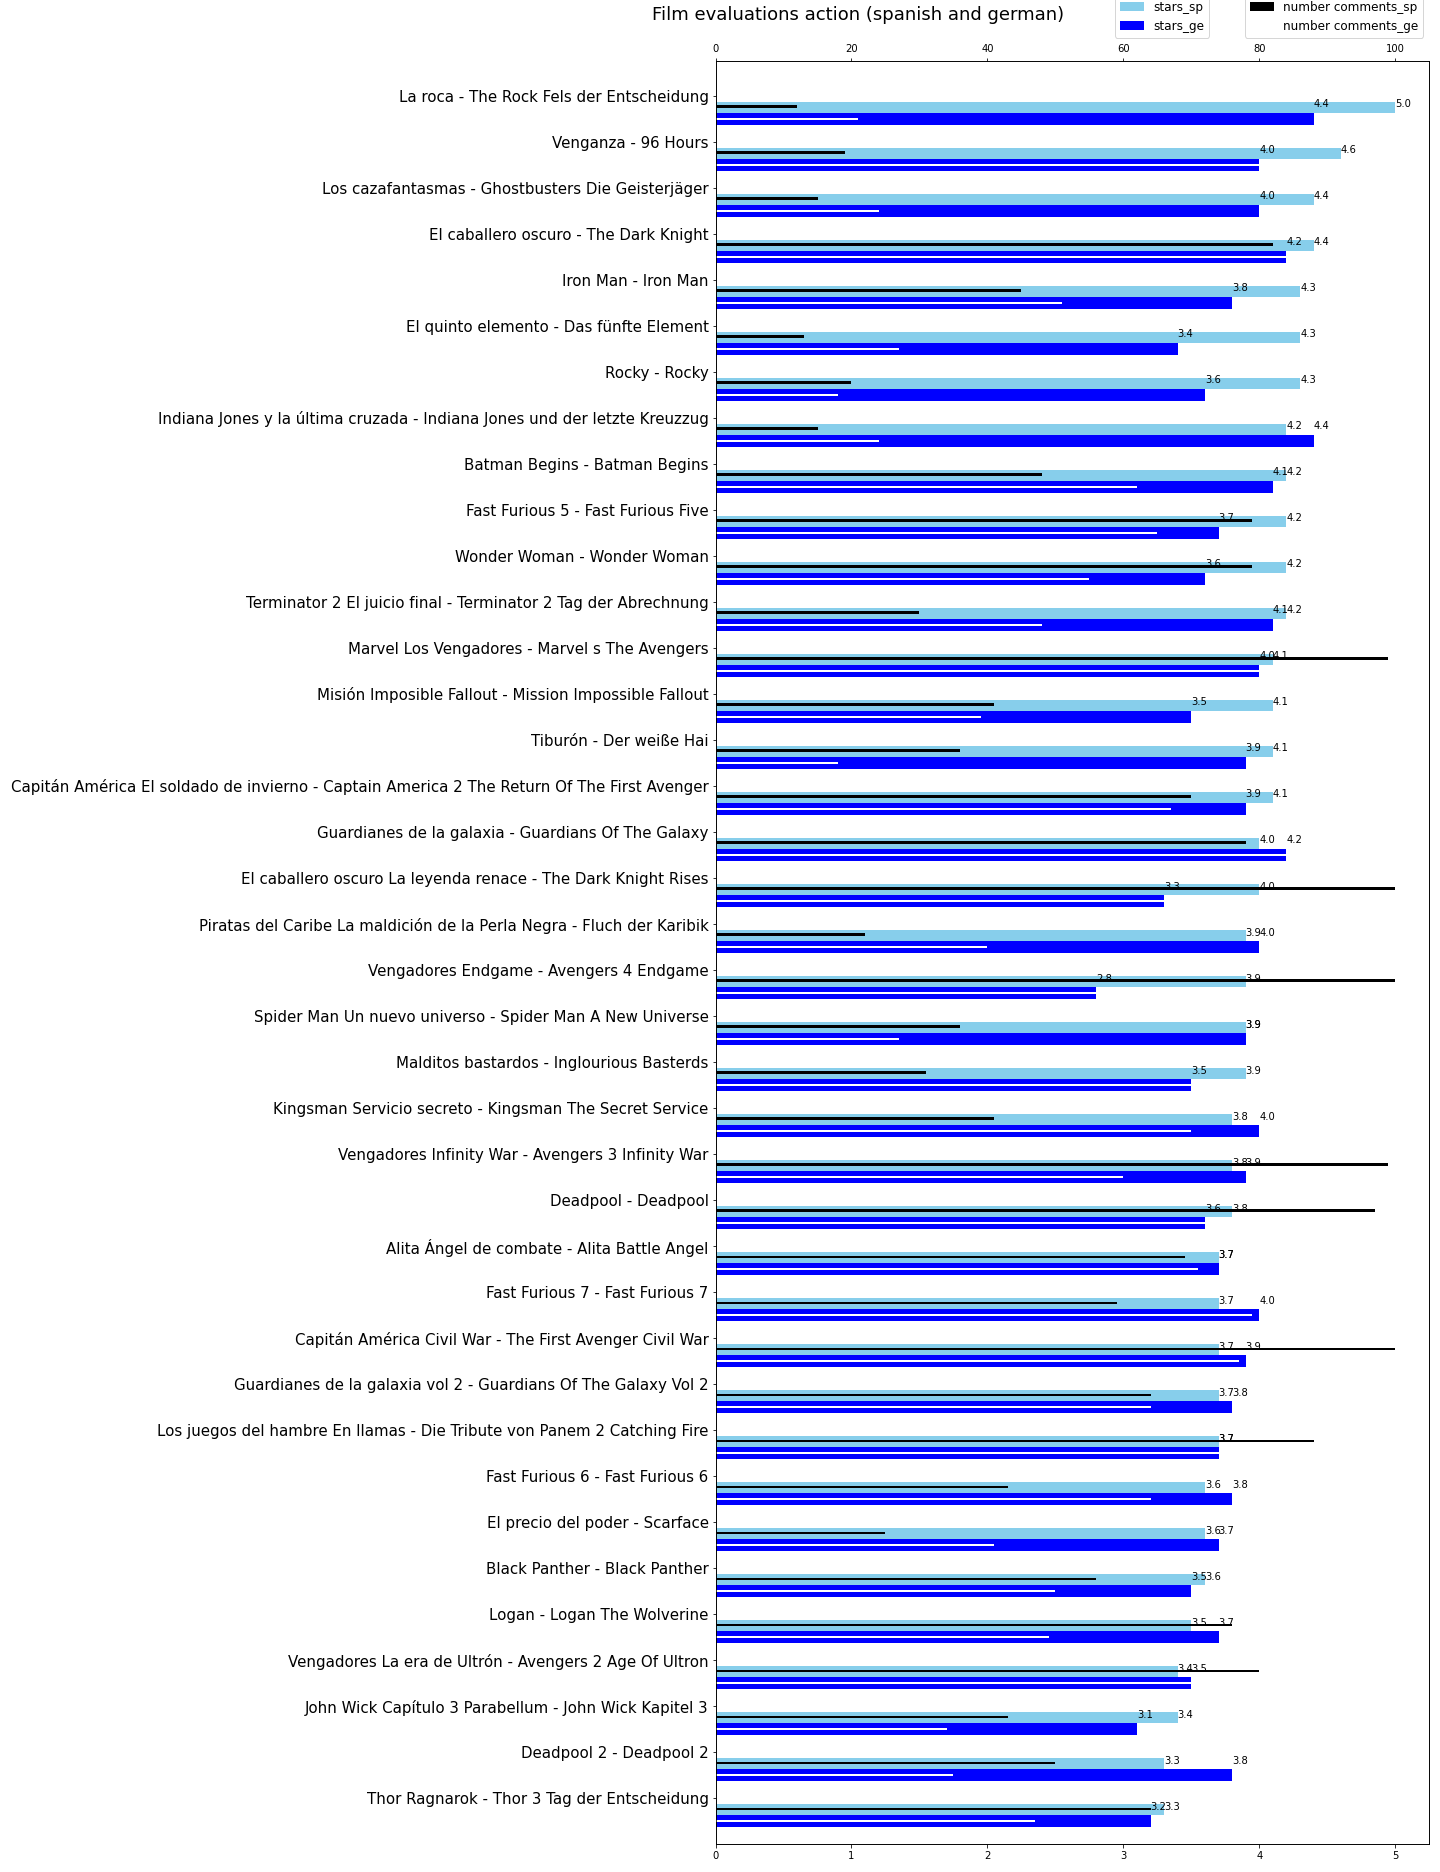 Film evaluations action (spanish and german)
stars_sp
stars_ge
number comments_sp
number comments_ge
0 20 40 60 80 100
La roca - The Rock Fels der Entscheidung 4.4 5.0
Venganza - 96 Hours 4.0 4.6
Los cazafantasmas - Ghostbusters Die Geisterjäger 4.0 4.4
El caballero oscuro - The Dark Knight 4.2 4.4
Iron Man - Iron Man 3.8 4.3
El quinto elemento - Das fünfte Element 3.4 4.3
Rocky - Rocky 3.6 4.3
Indiana Jones y la última cruzada - Indiana Jones und der letzte Kreuzzug 4.2 4.4
Batman Begins - Batman Begins 4.1 4.2
Fast Furious 5 - Fast Furious Five 3.7 4.2
Wonder Woman - Wonder Woman 3.6 4.2
Terminator 2 El juicio final - Terminator 2 Tag der Abrechnung 4.1 4.2
Marvel Los Vengadores - Marvel s The Avengers 4.0 4.1
Misión Imposible Fallout - Mission Impossible Fallout 3.5 4.1
Tiburón - Der weiße Hai 3.9 4.1
Capitán América El soldado de invierno - Captain America 2 The Return Of The First Avenger 3.9 4.1
Guardianes de la galaxia - Guardians Of The Galaxy 4.0 4.2
El caballero oscuro La leyenda renace - The Dark Knight Rises 3.3 4.0
Piratas del Caribe La maldición de la Perla Negra - Fluch der Karibik 3.9 4.0
Vengadores Endgame - Avengers 4 Endgame 2.8 3.9
Spider Man Un nuevo universo - Spider Man A New Universe 3.9 3.9
Malditos bastardos - Inglourious Basterds 3.5 3.9
Kingsman Servicio secreto - Kingsman The Secret Service 3.8 4.0
Vengadores Infinity War - Avengers 3 Infinity War 3.8 3.9
Deadpool - Deadpool 3.6 3.8
Alita Ángel de combate - Alita Battle Angel 3.7 3.7
Fast Furious 7 - Fast Furious 7 3.7 4.0
Capitán América Civil War - The First Avenger Civil War 3.7 3.9
Guardianes de la galaxia vol 2 - Guardians Of The Galaxy Vol 2 3.7 3.8
Los juegos del hambre En llamas - Die Tribute von Panem 2 Catching Fire 3.7 3.7
Fast Furious 6 - Fast Furious 6 3.6 3.8
El precio del poder - Scarface 3.6 3.7
Black Panther - Black Panther 3.5 3.6
Logan - Logan The Wolverine 3.5 3.7
Vengadores La era de Ultrón - Avengers 2 Age Of Ultron 3.4 3.5
John Wick Capítulo 3 Parabellum - John Wick Kapitel 3 3.1 3.4
Deadpool 2 - Deadpool 2 3.3 3.8
Thor Ragnarok - Thor 3 Tag der Entscheidung 3.2 3.3
0 1 2 3 4 5